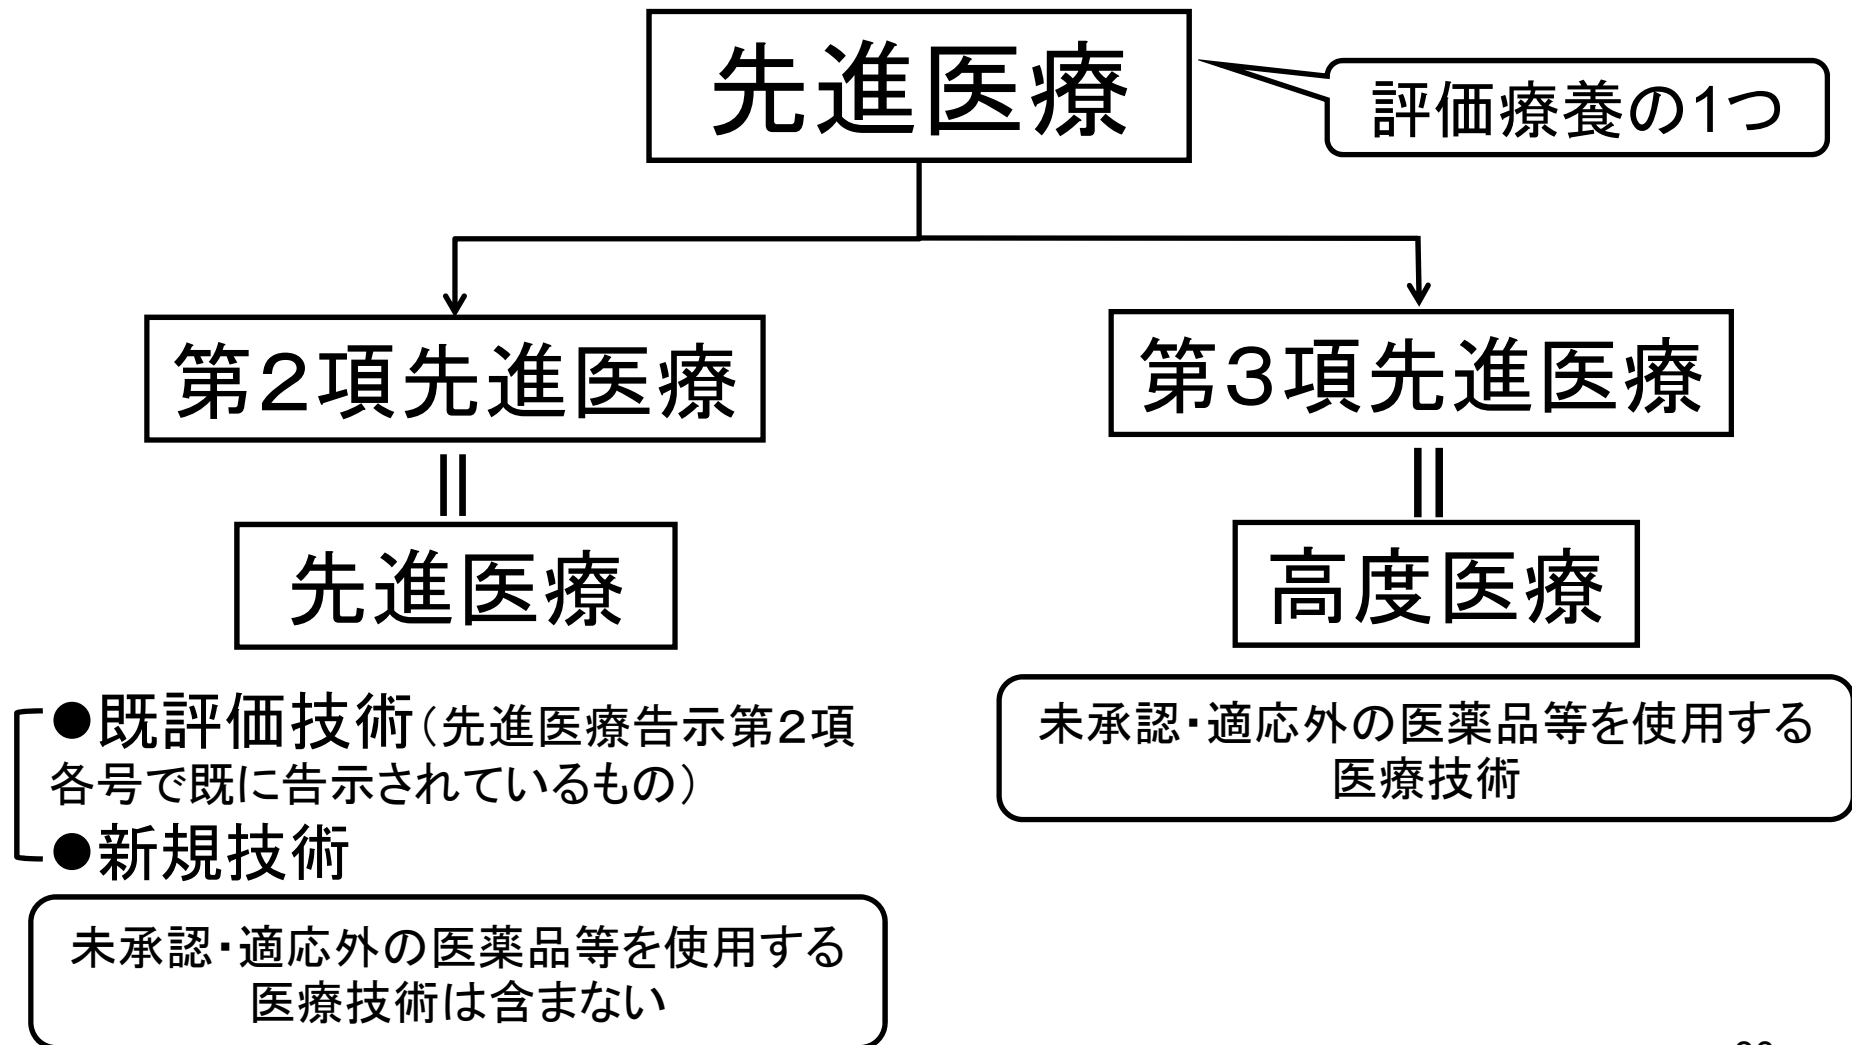 先進医療
評価療養の1つ
第２項先進医療
第３項先進医療
||
||
先進医療
高度医療
●既評価技術（先進医療告示第２項
各号で既に告示されているもの）
●新規技術
未承認・適応外の医薬品等を使用する
医療技術は含まない
未承認・適応外の医薬品等を使用する
医療技術